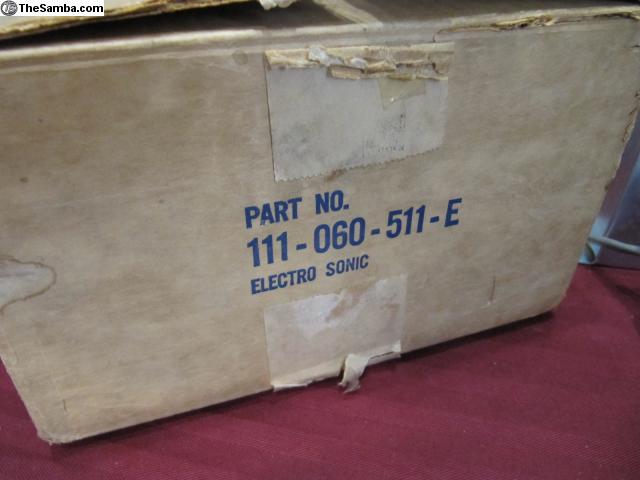 TheSamba.com
PART NO.
111-060-511-E
ELECTRO SONIC